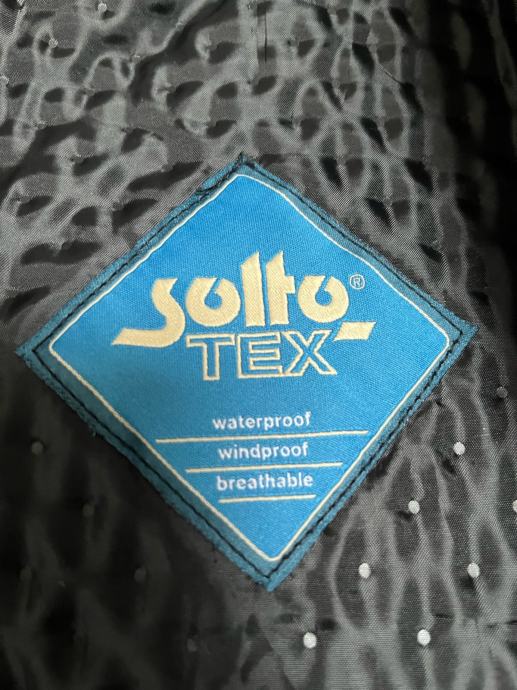 Solto®
TEX
waterproof
windproof
breathable